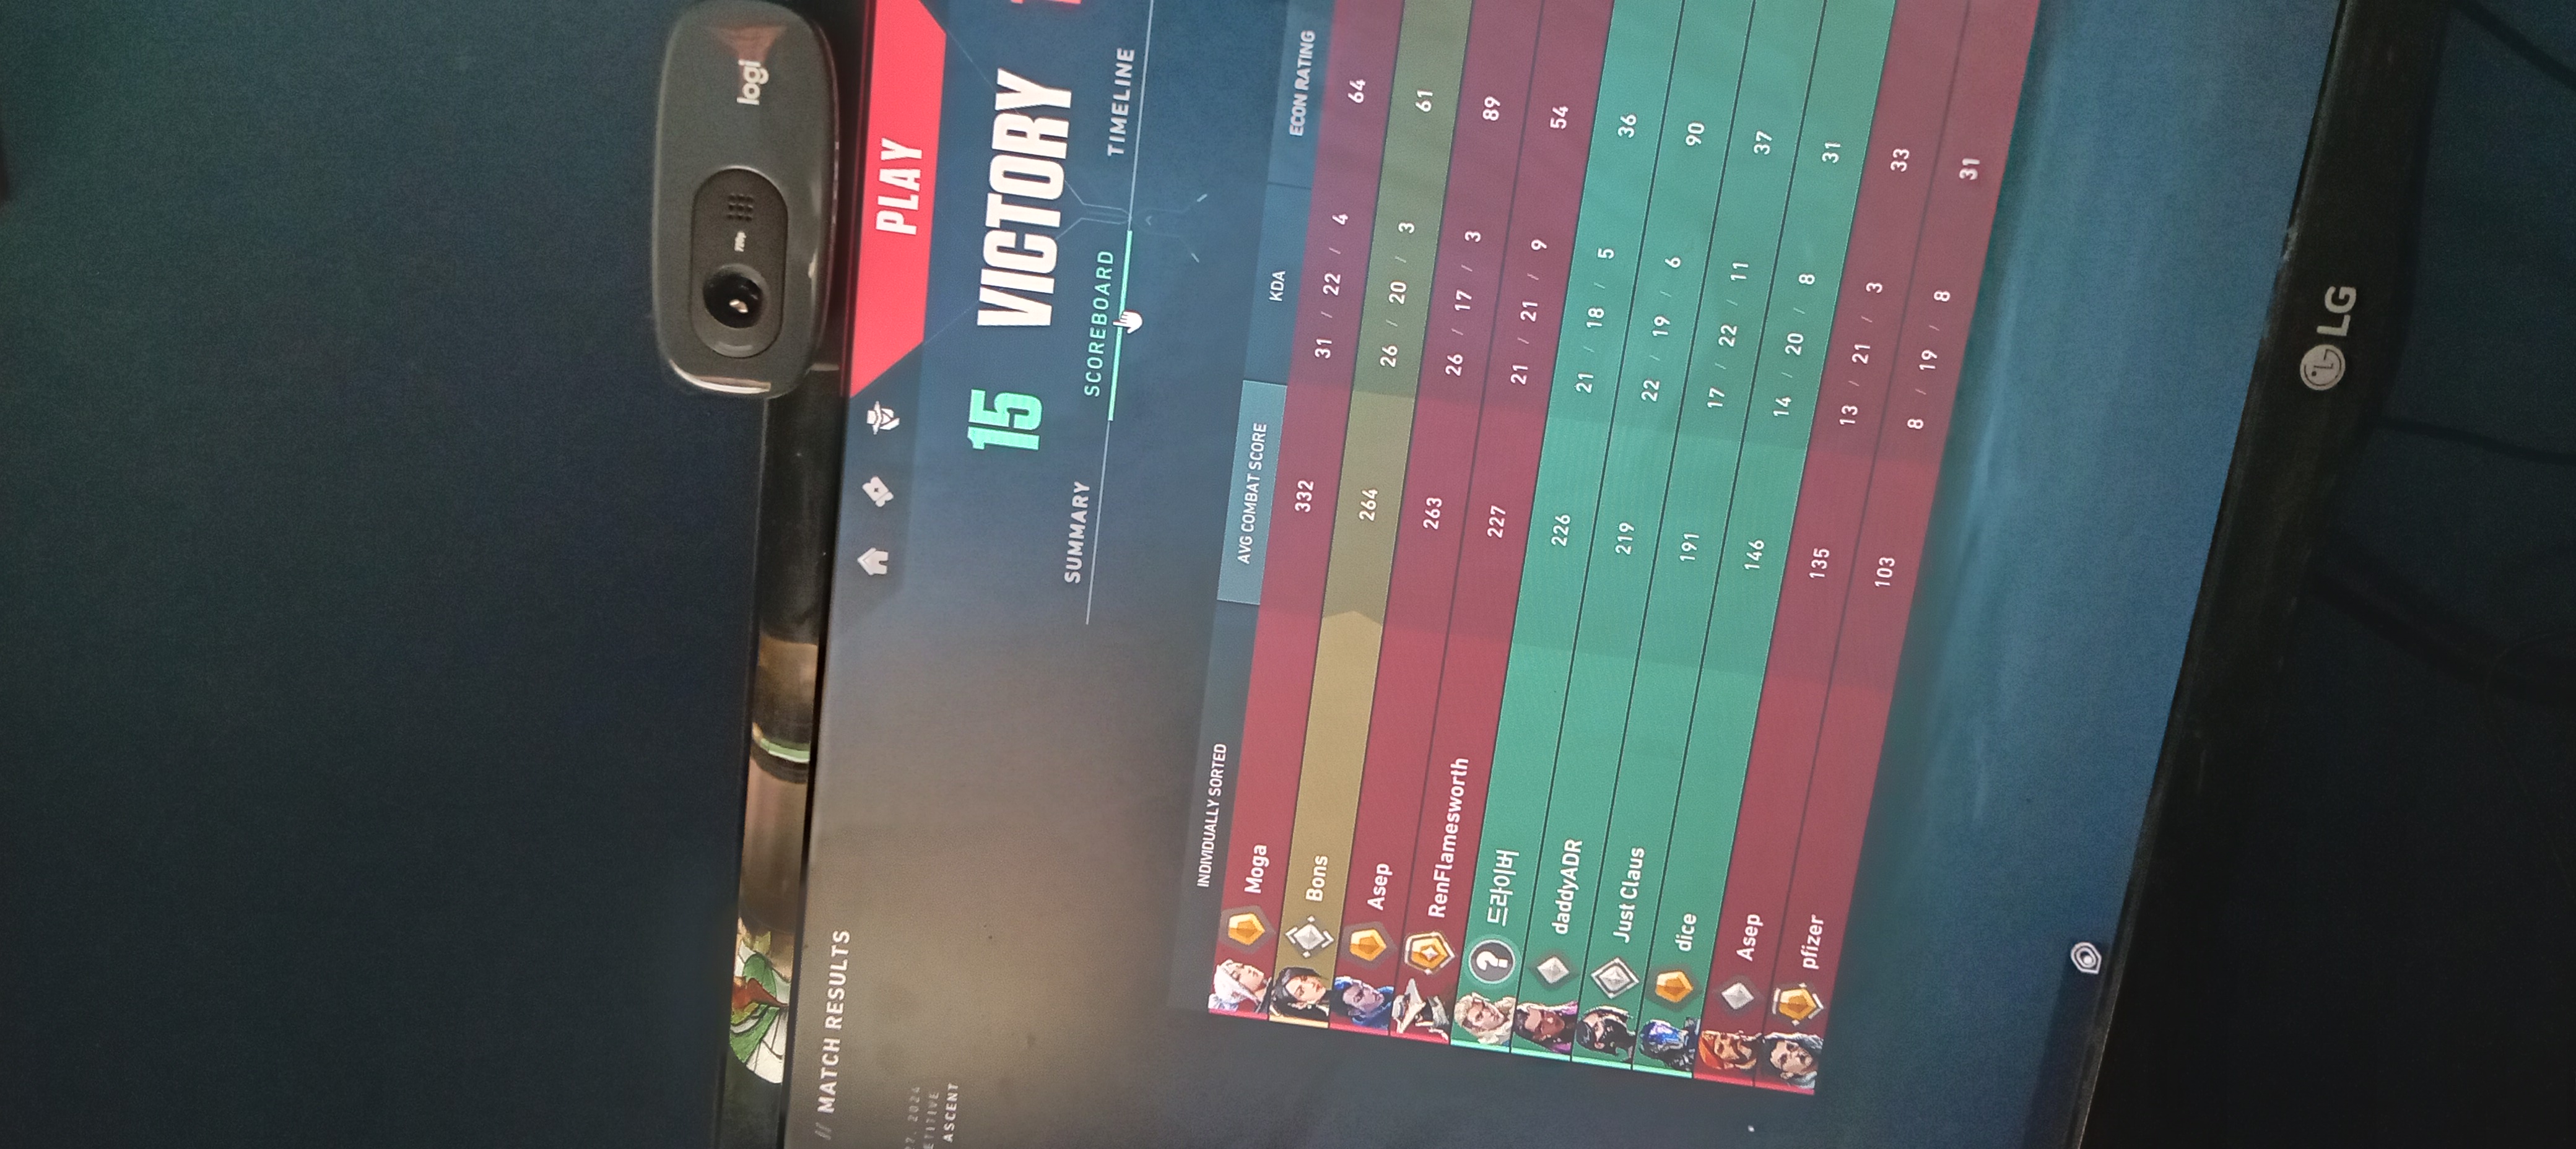 720p
logi
// MATCH RESULTS
PLAY
27, 2024
ETITIVE
ASCENT
15 VICTORY
SUMMARY SCOREBOARD TIMELINE
INDIVIDUALLY SORTED AVG COMBAT SCORE KDA ECON RATING
Moga 332 31 / 22 / 4 64
Bons 264 26 / 20 / 3 61
Asep 263 26 / 17 / 3 89
RenFlamesworth 227 21 / 21 / 9 54
? 드라이버 226 21 / 18 / 5 36
daddyADR 219 22 / 19 / 6 90
Just Claus 191 17 / 22 / 11 37
dice 146 14 / 20 / 8 31
Asep 135 13 / 21 / 3 33
pfizer 103 8 / 19 / 8 31
LG